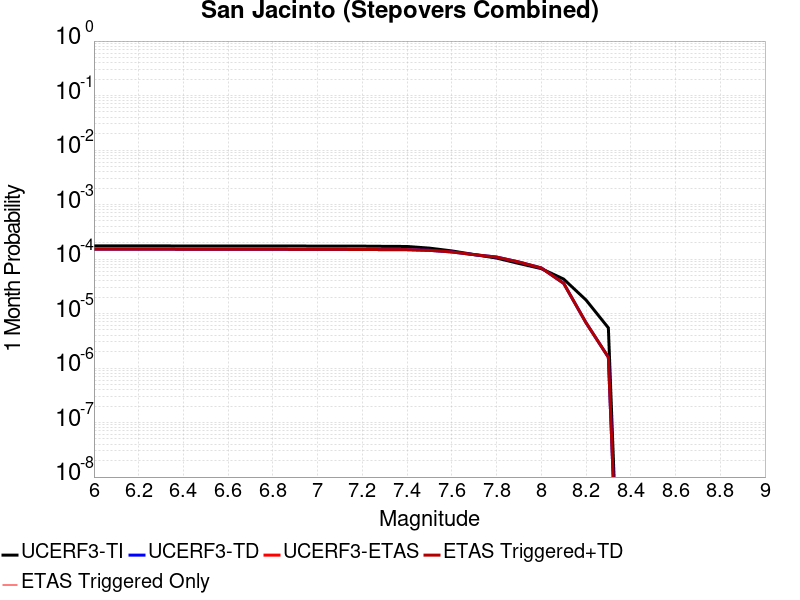 San Jacinto (Stepovers Combined)
10^0
10^-1
10^-2
10^-3
10^-4
10^-5
10^-6
10^-7
10^-8
1 Month Probability
6 6.2 6.4 6.6 6.8 7 7.2 7.4 7.6 7.8 8 8.2 8.4 8.6 8.8 9
Magnitude
UCERF3-TI UCERF3-TD UCERF3-ETAS ETAS Triggered+TD
ETAS Triggered Only